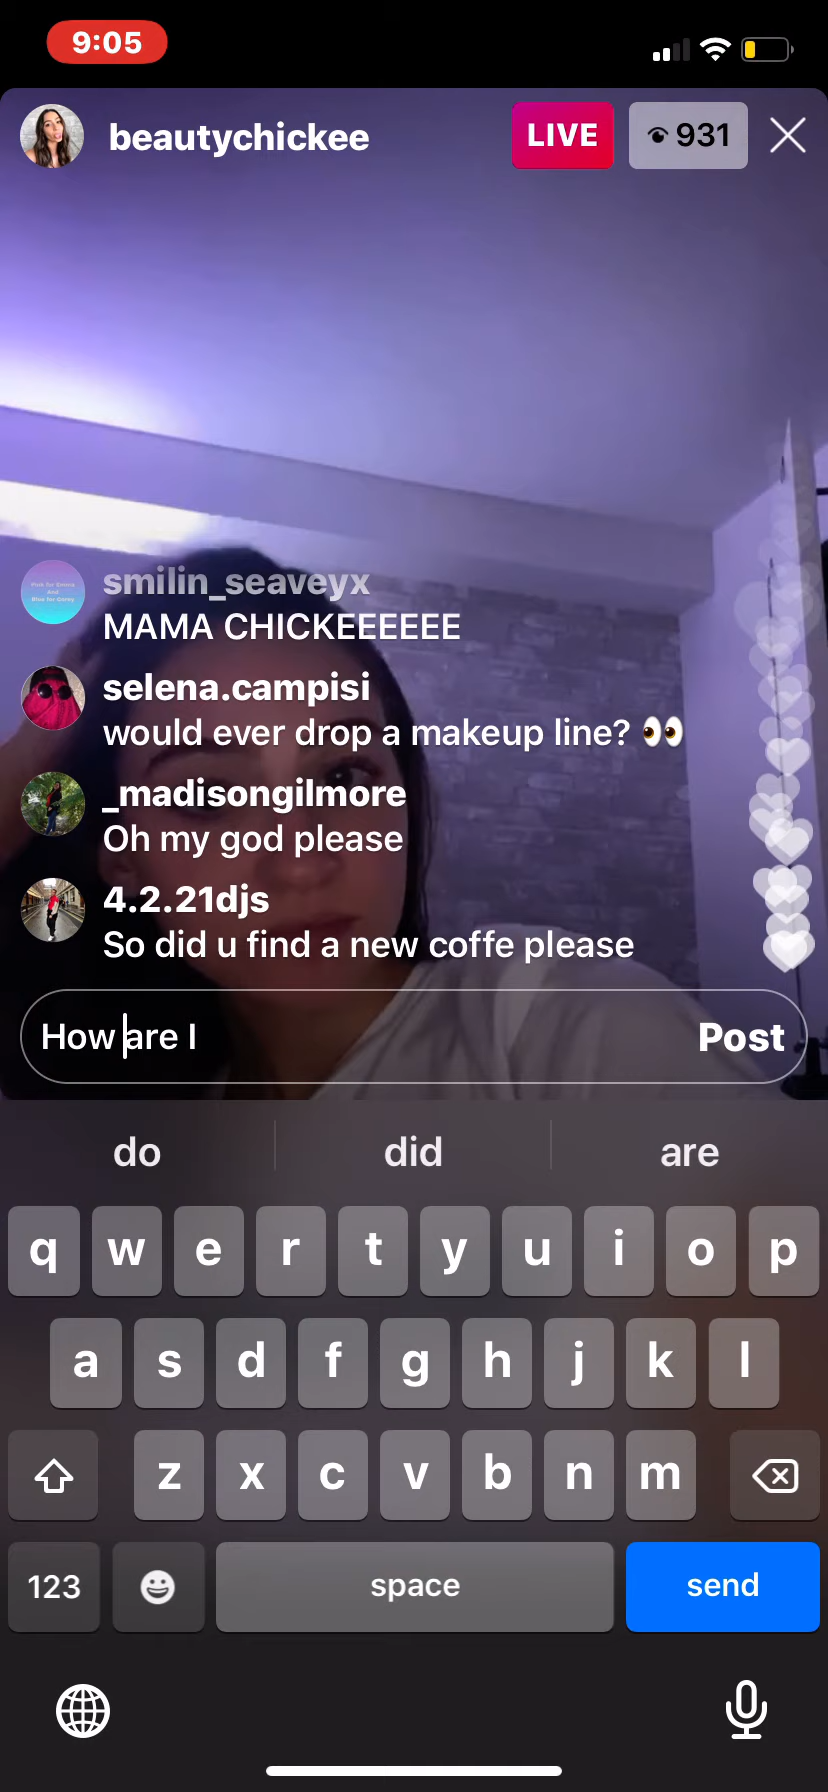 9:05
beautychickee
LIVE
931
smilin_seaveyx
MAMA CHICKEEEEEE
selena.campisi
would ever drop a makeup line? 👀
_madisongilmore
Oh my god please
4.2.21djs
So did u find a new coffe please
How are I
Post
do did are
q w e r t y u i o p
a s d f g h j k l
z x c v b n m
123 space send